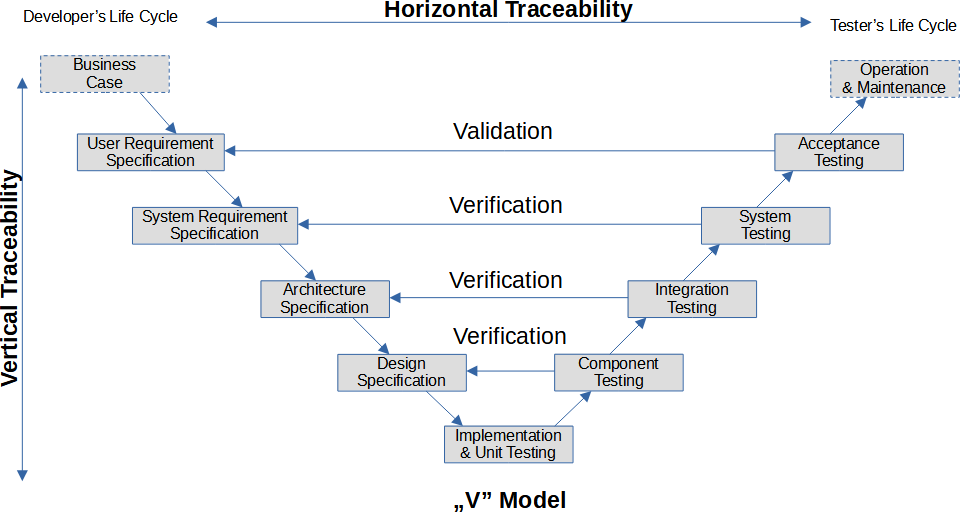 Developer's Life Cycle
Horizontal Traceability
Tester's Life Cycle
Business
Case
Operation
& Maintenance
User Requirement
Specification
Validation
Acceptance
Testing
System Requirement
Specification
Verification
System
Testing
Vertical Traceability
Architecture
Specification
Verification
Integration
Testing
Design
Specification
Verification
Component
Testing
Implementation
& Unit Testing
„V” Model